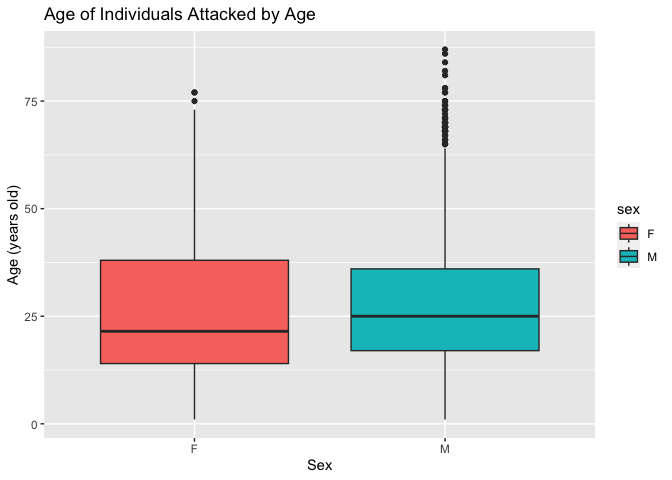 Age of Individuals Attacked by Age
75
50
25
0
Age (years old)
F
M
Sex
sex
F
M